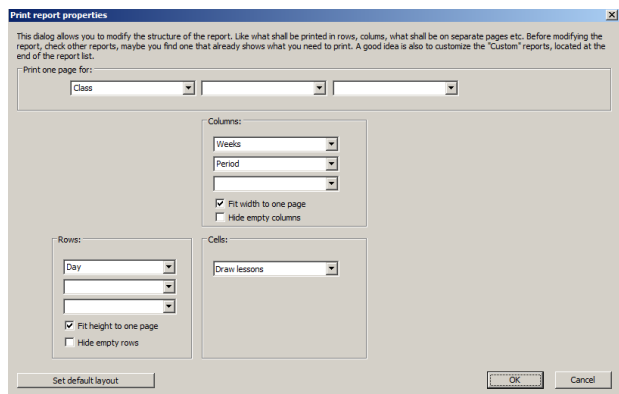 Print report properties
This dialog allows you to modify the structure of the report. Like what shall be printed in rows, colums, what shall be on separate pages etc. Before modifying the
report, check other reports, maybe you find one that already shows what you need to print. A good idea is also to customize the "Custom" reports, located at the
end of the report list.
Print one page for:
Class
Columns:
Weeks
Period
Fit width to one page
Hide empty columns
Rows:
Day
Fit height to one page
Hide empty rows
Cells:
Draw lessons
Set default layout
OK
Cancel